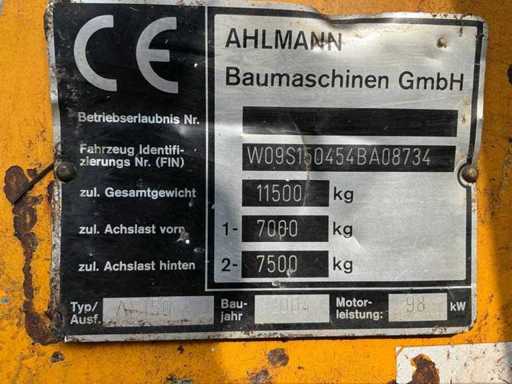 CE
AHLMANN
Baumaschinen GmbH
Betriebserlaubnis Nr.
Fahrzeug Identifi-
zierungs Nr. (FIN) W09S150454BA08734
zul. Gesamtgewicht 11500 kg
zul. Achslast vorn 1- 7000 kg
zul. Achslast hinten 2- 7500 kg
Typ/ Bau- Motor-
Ausf. jahr leistung: 98 kW